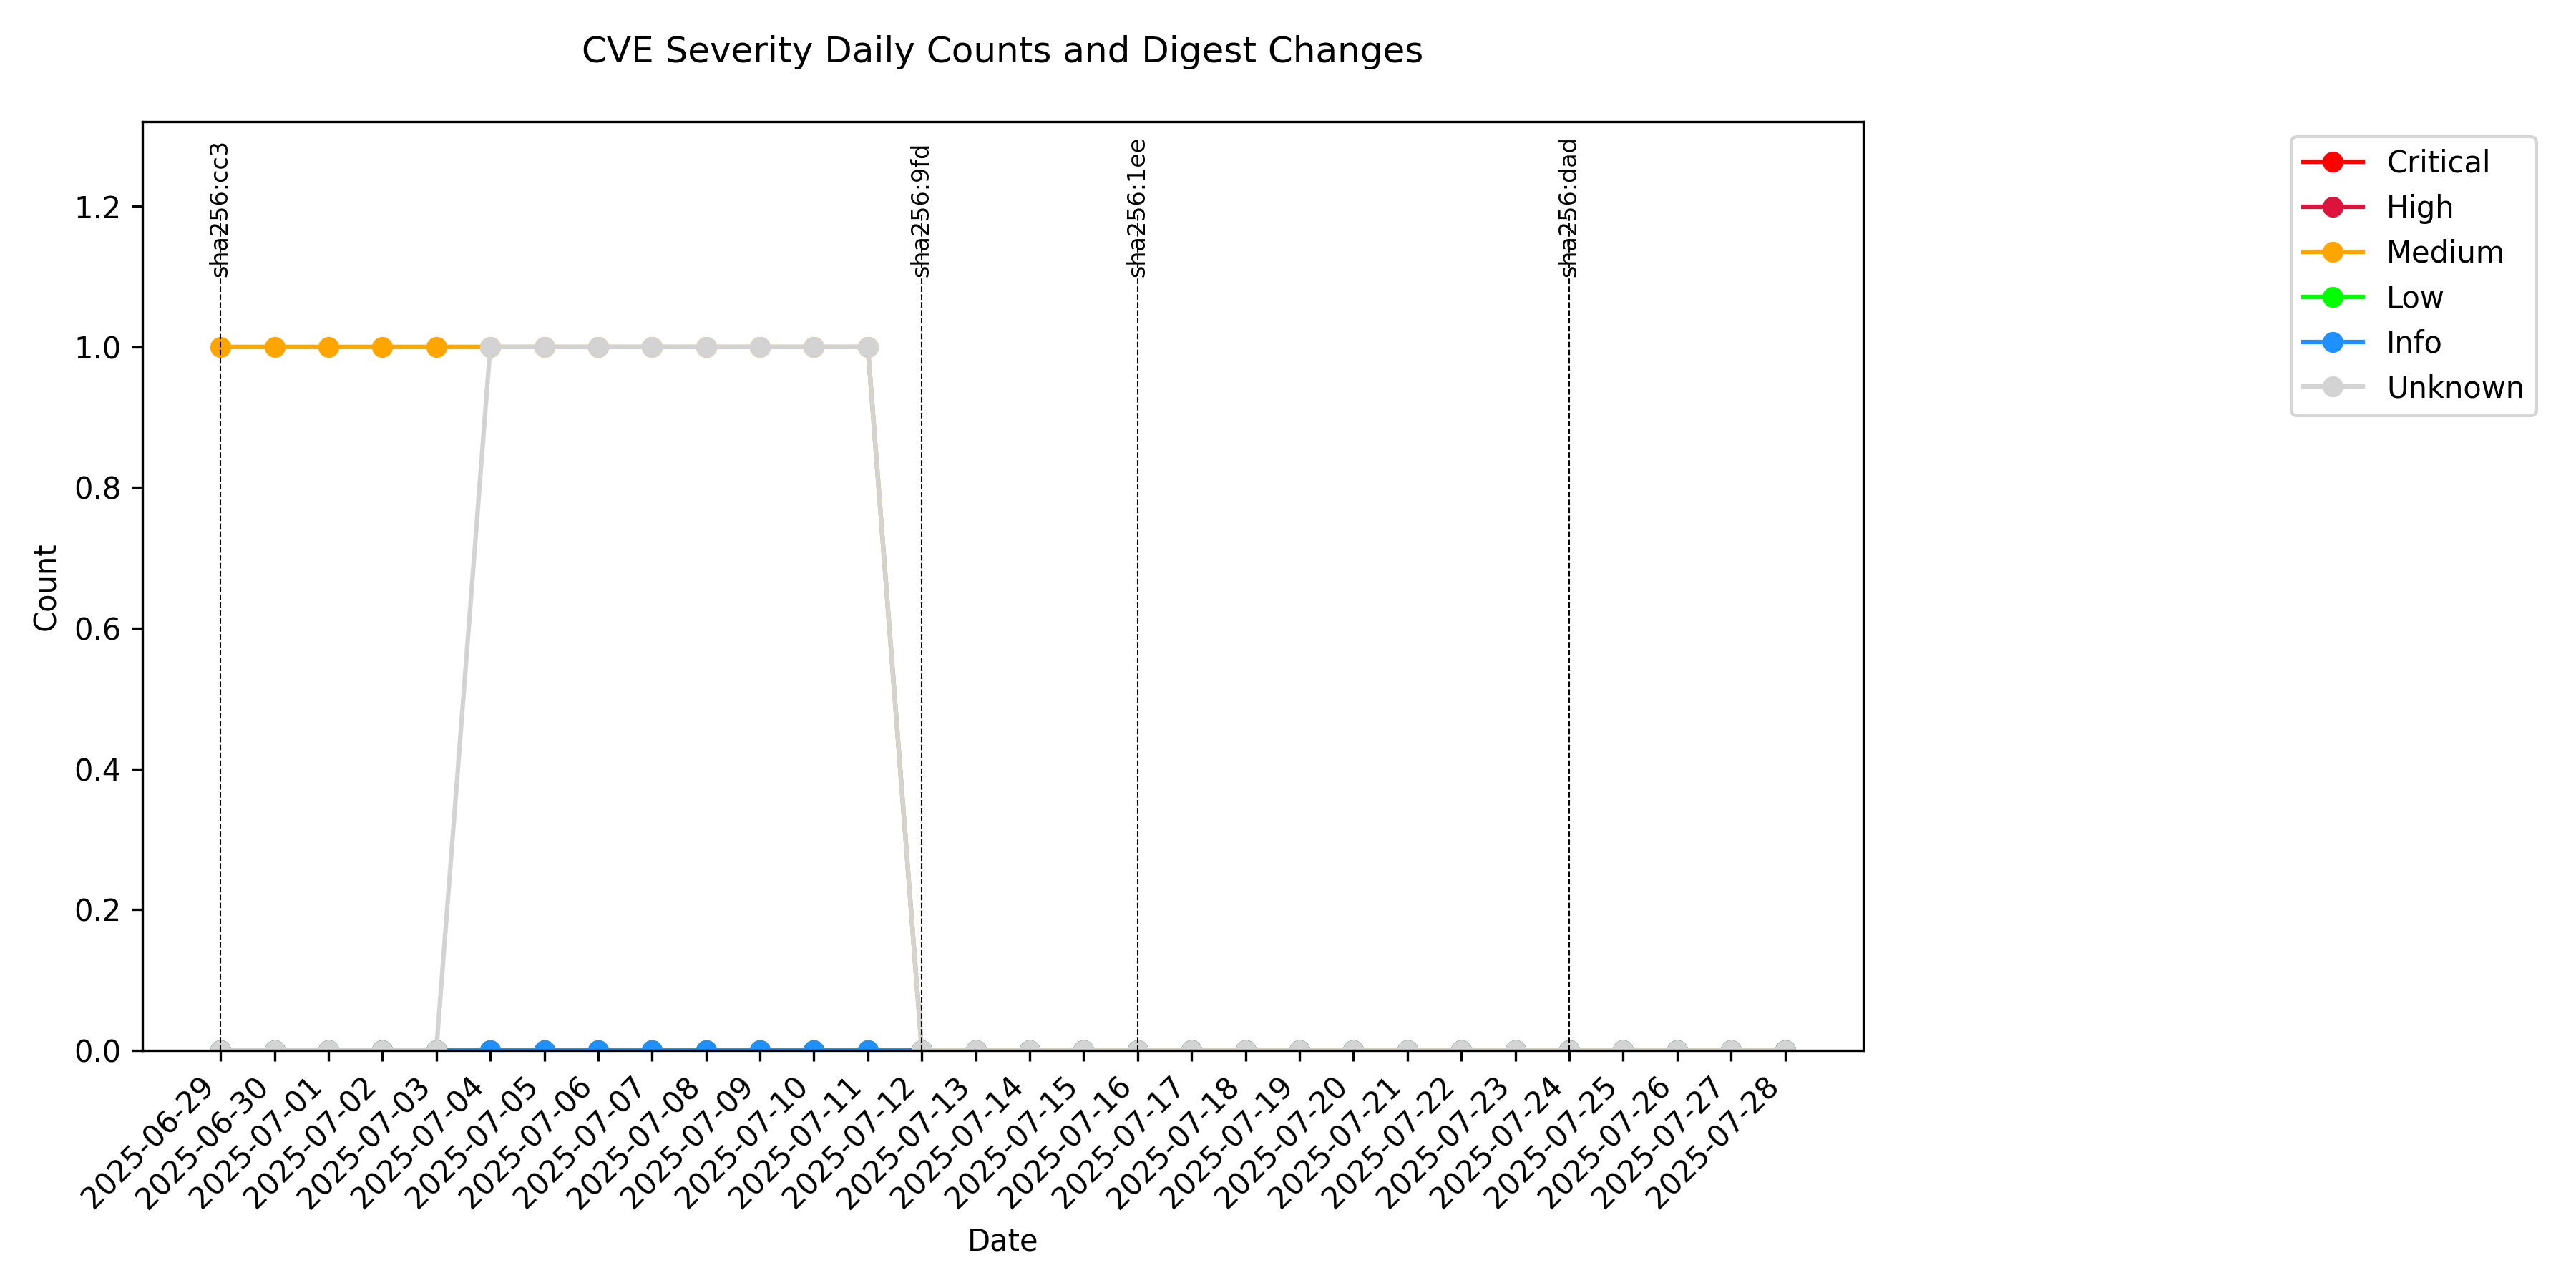 CVE Severity Daily Counts and Digest Changes
sha256:cc3
sha256:9fd
sha256:1ee
sha256:dad
Critical
High
Medium
Low
Info
Unknown
1.2
1.0
0.8
0.6
0.4
0.2
0.0
Count
2025-06-29
2025-06-30
2025-07-01
2025-07-02
2025-07-03
2025-07-04
2025-07-05
2025-07-06
2025-07-07
2025-07-08
2025-07-09
2025-07-10
2025-07-11
2025-07-12
2025-07-13
2025-07-14
2025-07-15
2025-07-16
2025-07-17
2025-07-18
2025-07-19
2025-07-20
2025-07-21
2025-07-22
2025-07-23
2025-07-24
2025-07-25
2025-07-26
2025-07-27
2025-07-28
Date